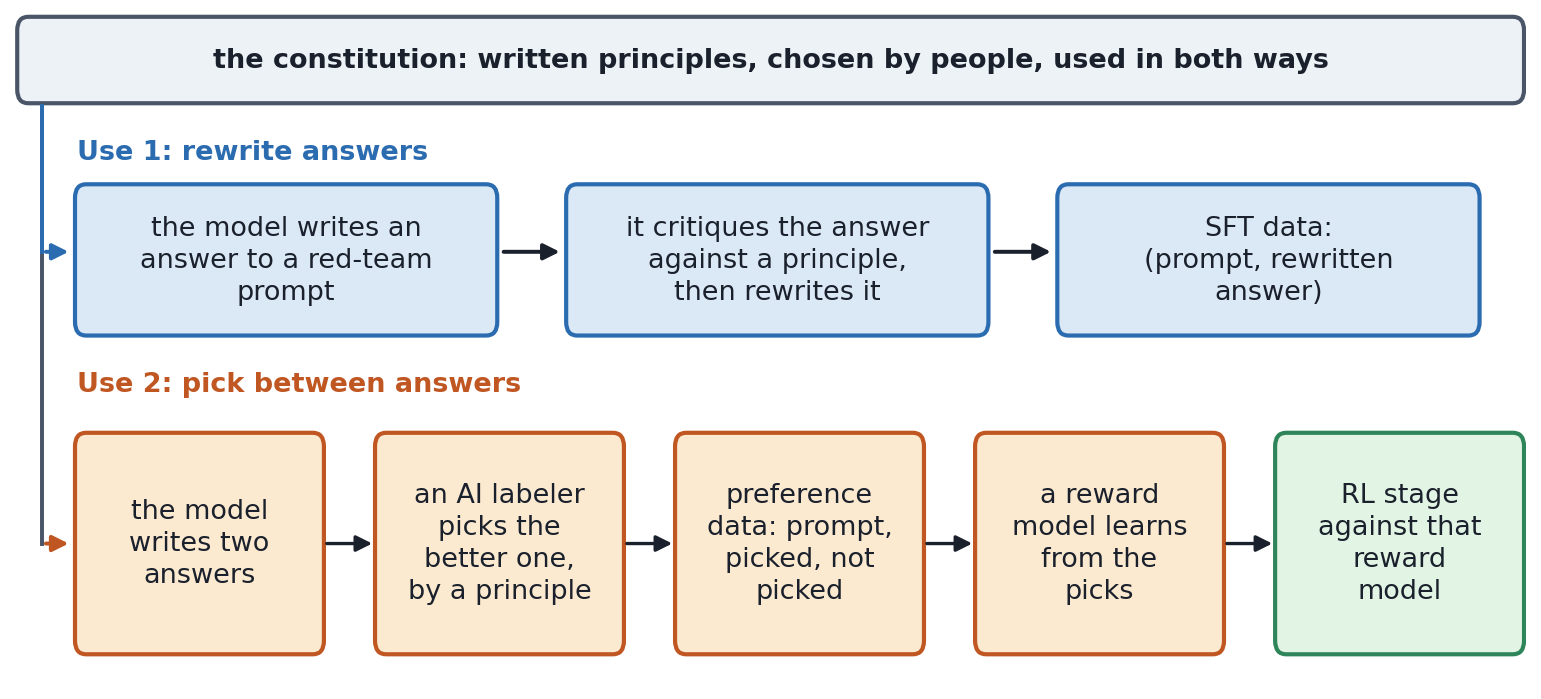 the constitution: written principles, chosen by people, used in both ways
Use 1: rewrite answers
the model writes an
answer to a red-team
prompt
it critiques the answer
against a principle,
then rewrites it
SFT data:
(prompt, rewritten
answer)
Use 2: pick between answers
the model
writes two
answers
an AI labeler
picks the
better one,
by a principle
preference
data: prompt,
picked, not
picked
a reward
model learns
from the
picks
RL stage
against that
reward
model